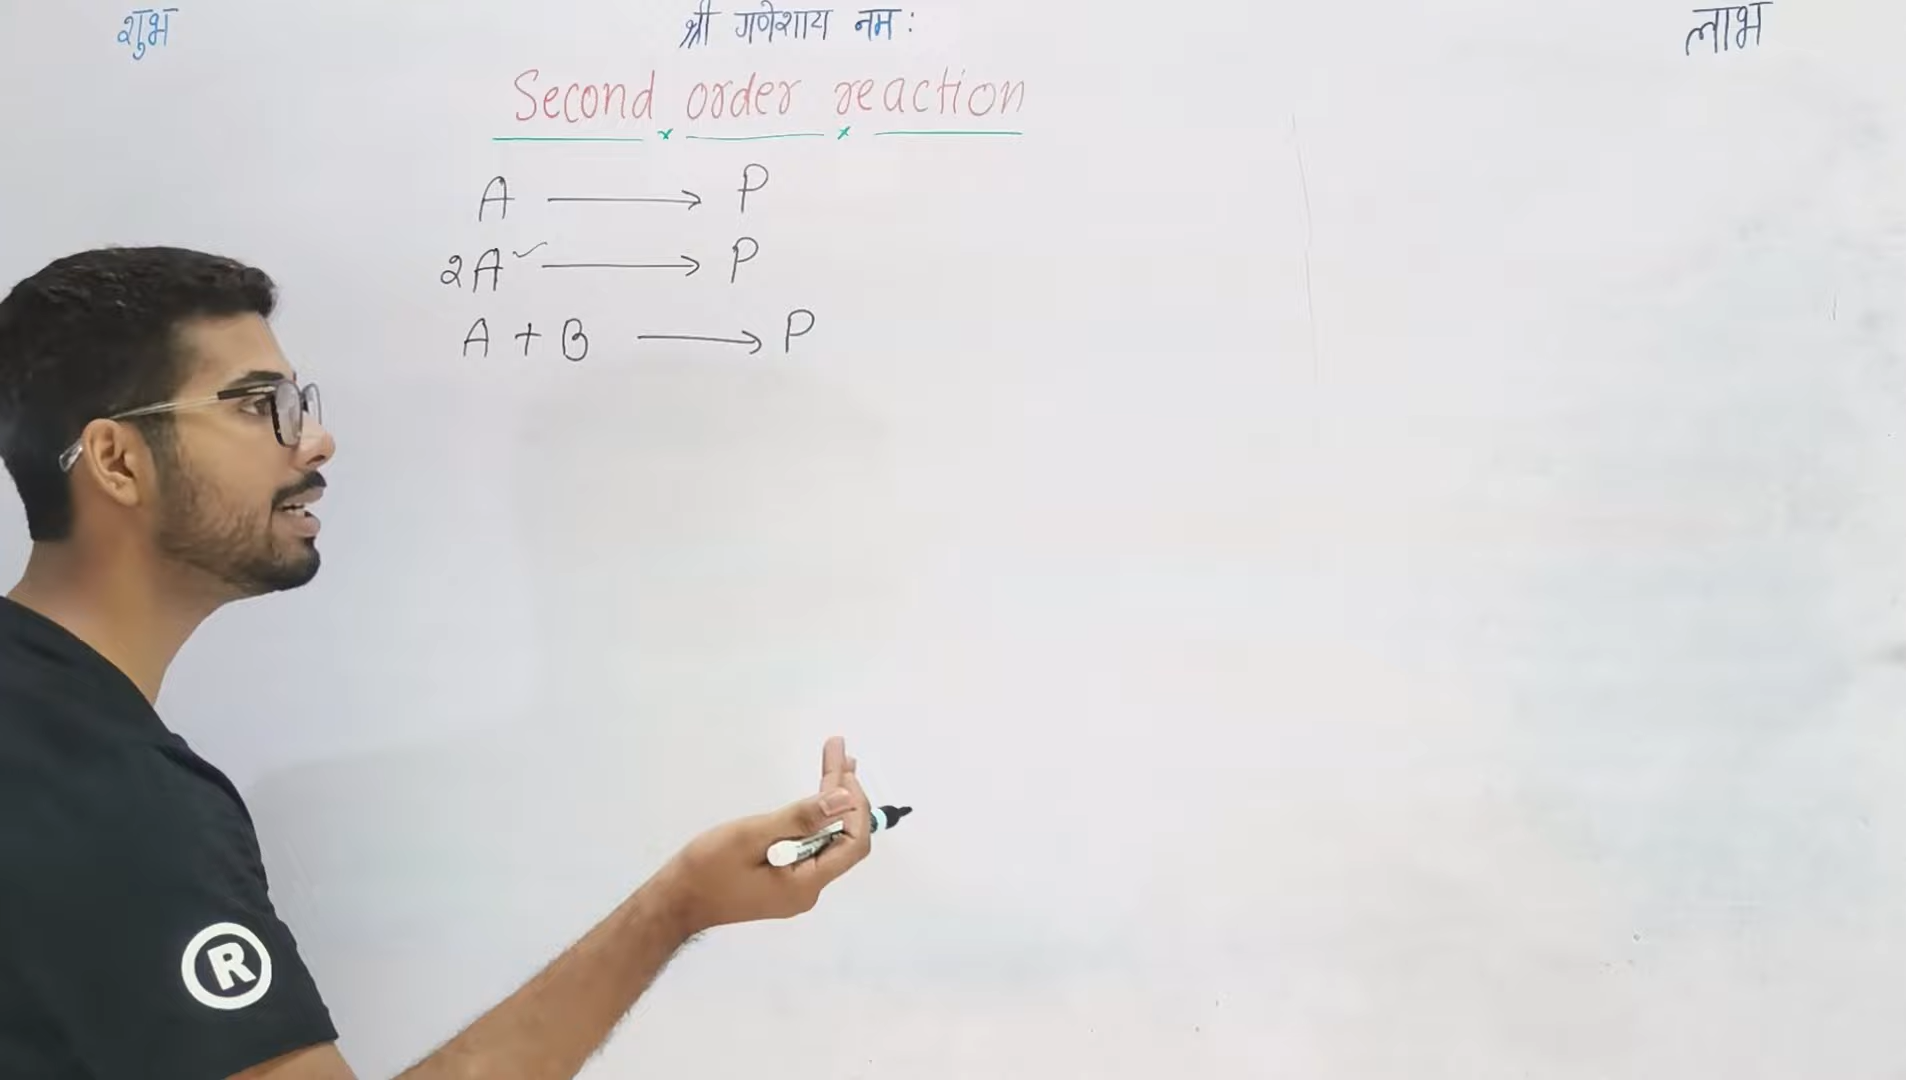 शुभ श्री गणेशाय नम: लाभ
Second order reaction
A ⟶ P
2A ⟶ P
A + B ⟶ P
R